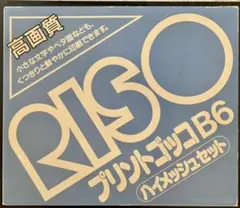 高画質
小さな文字やベタ面なども、
くっきりと鮮やかに印刷できます。
RISO
プリントゴッコB6
ハイメッシュセット